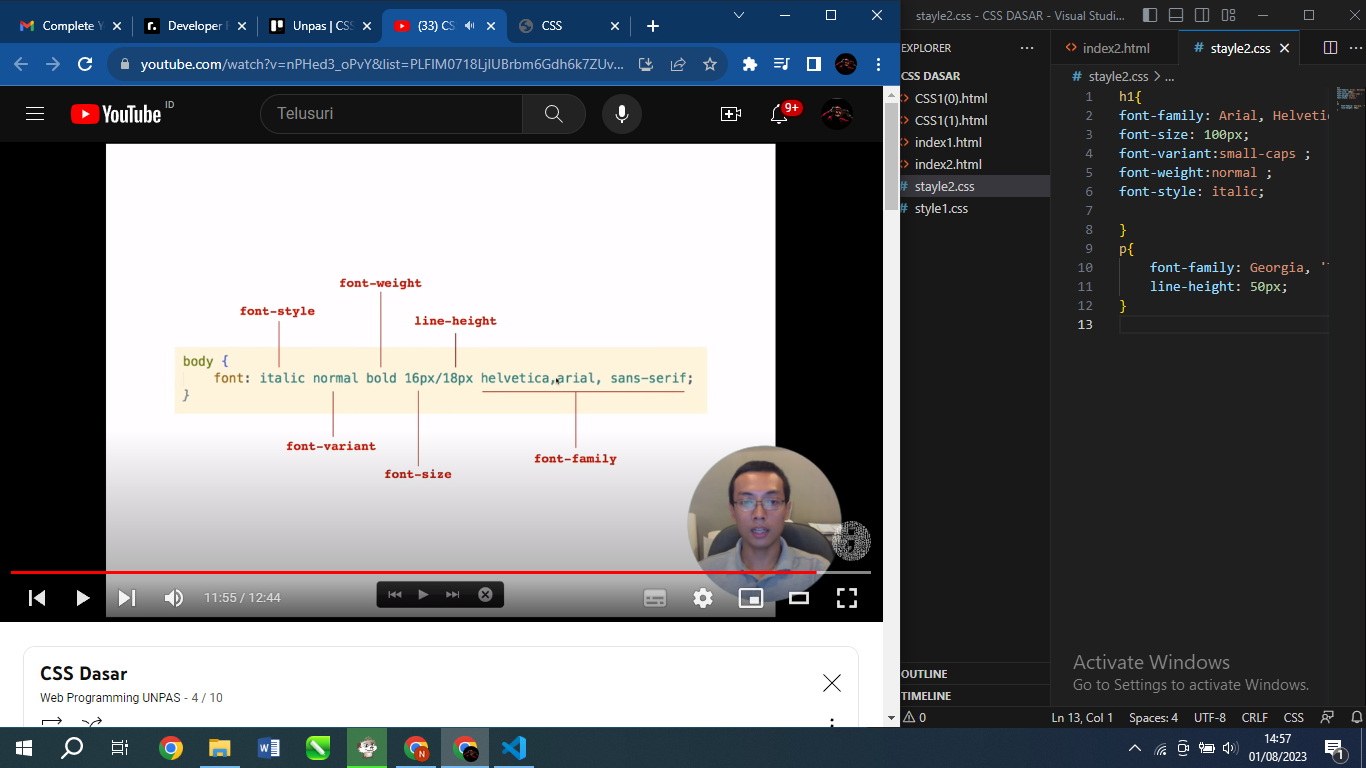 Complete Y
Developer F
Unpas | CSS
(33) CS
CSS
youtube.com/watch?v=nPHed3_oPvY&list=PLFIM0718LjIUBrbm6Gdh6k7ZUv...
YouTube ID
Telusuri
9+
font-weight
font-style
line-height
body {
font: italic normal bold 16px/18px helvetica,arial, sans-serif;
}
font-variant
font-family
font-size
11:55 / 12:44
CSS Dasar
Web Programming UNPAS - 4 / 10
stayle2.css - CSS DASAR - Visual Studi...
EXPLORER
CSS DASAR
CSS1(0).html
CSS1(1).html
index1.html
index2.html
stayle2.css
style1.css
OUTLINE
TIMELINE
index2.html
stayle2.css
stayle2.css > ...
1 h1{
2 font-family: Arial, Helvetic
3 font-size: 100px;
4 font-variant:small-caps ;
5 font-weight:normal ;
6 font-style: italic;
7
8 }
9 p{
10 font-family: Georgia, '
11 line-height: 50px;
12 }
13
Activate Windows
Go to Settings to activate Windows.
0
Ln 13, Col 1 Spaces: 4 UTF-8 CRLF CSS
14:57
01/08/2023
1